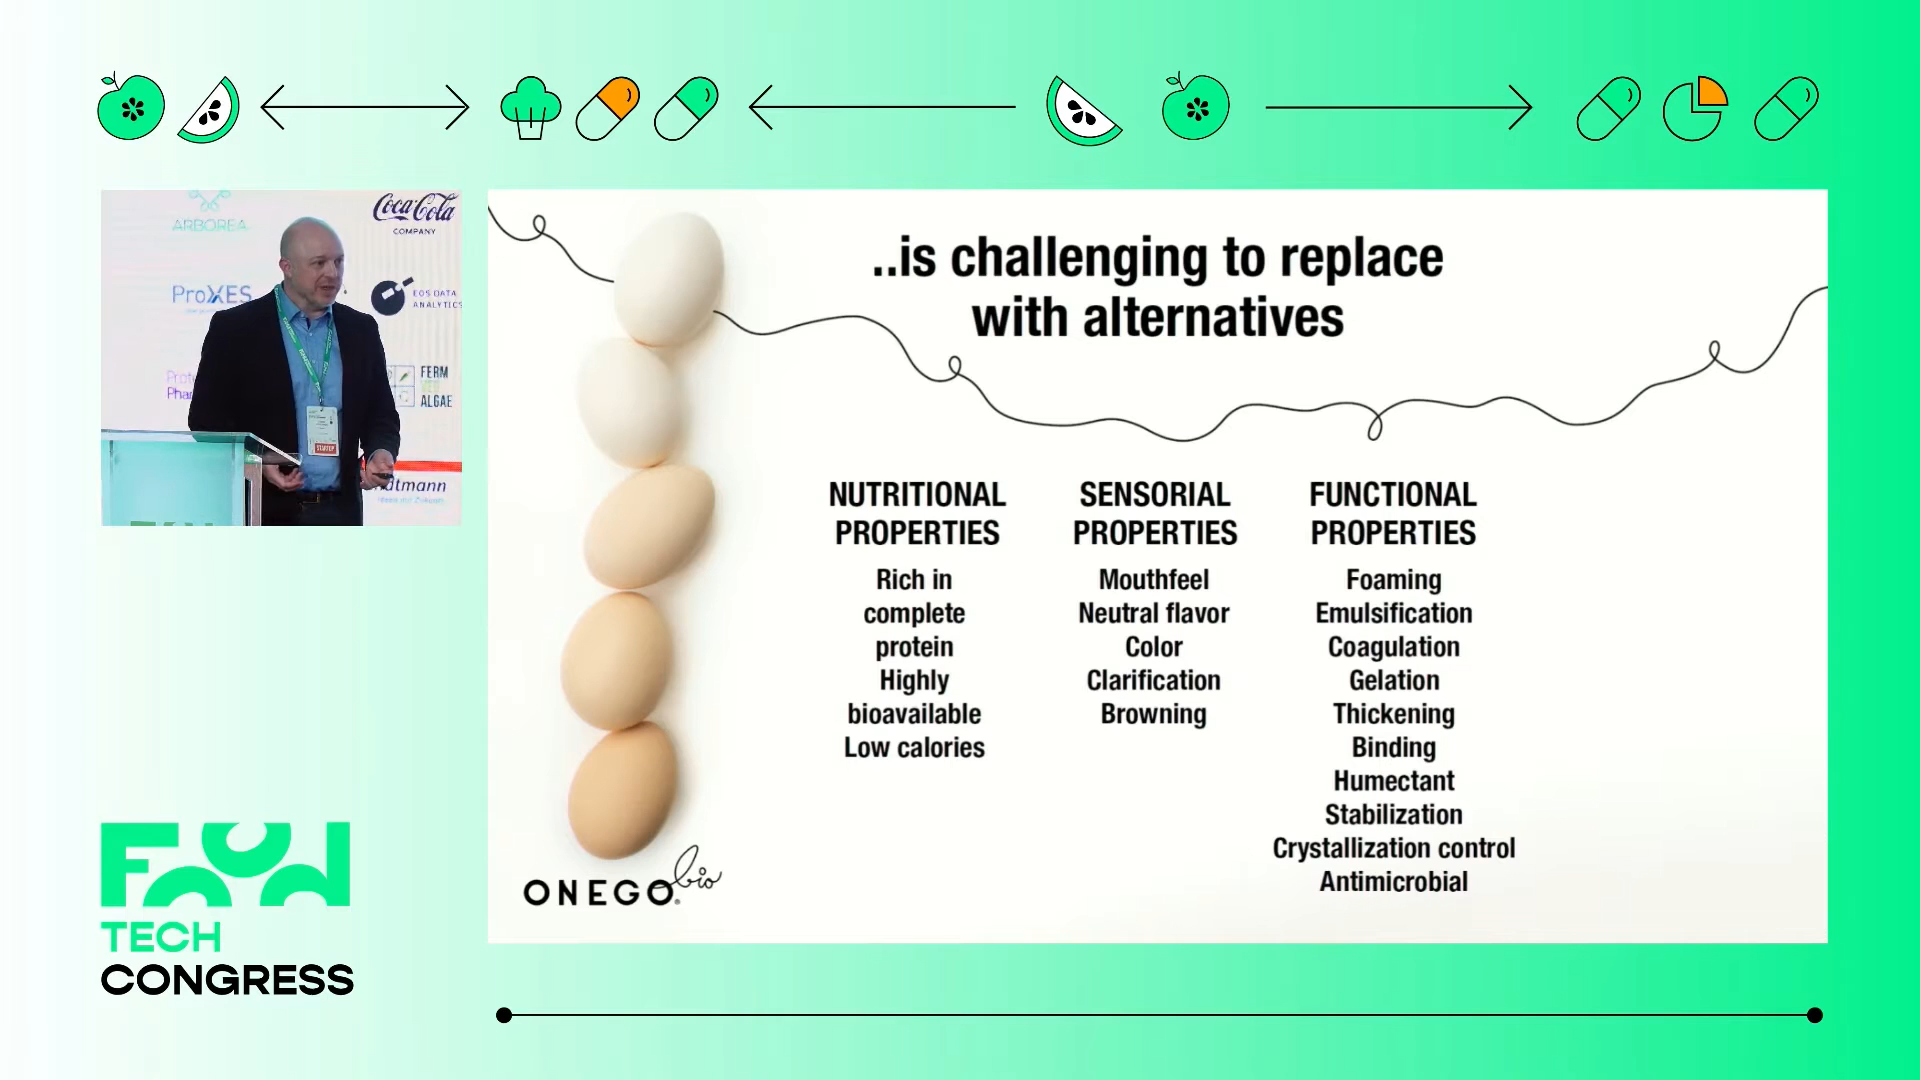 ARBOREA
Coca-Cola
COMPANY
ProXES
EOS DATA
ANALYTICS
FERM
ALGAE
STARTUP
..is challenging to replace
with alternatives
NUTRITIONAL
PROPERTIES
Rich in
complete
protein
Highly
bioavailable
Low calories
SENSORIAL
PROPERTIES
Mouthfeel
Neutral flavor
Color
Clarification
Browning
FUNCTIONAL
PROPERTIES
Foaming
Emulsification
Coagulation
Gelation
Thickening
Binding
Humectant
Stabilization
Crystallization control
Antimicrobial
ONEGO bio
Food
TECH
CONGRESS